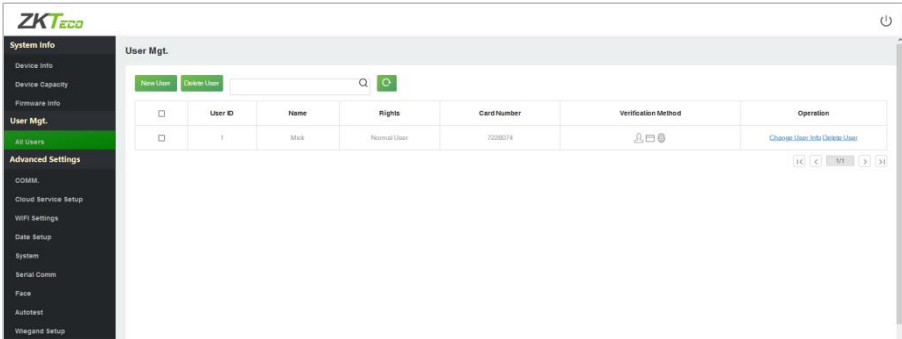 ZKTECO
System Info
Device Info
Device Capacity
Firmware Info
User Mgt.
All Users
Advanced Settings
COMM.
Cloud Service Setup
WIFI Settings
Date Setup
System
Serial Comm
Face
Autotest
Wiegand Setup
User Mgt.
New User Delete User
User ID Name Rights Card Number Verification Method Operation
1 Mick Normal User 7228074 Change User Info Delete User
1/1